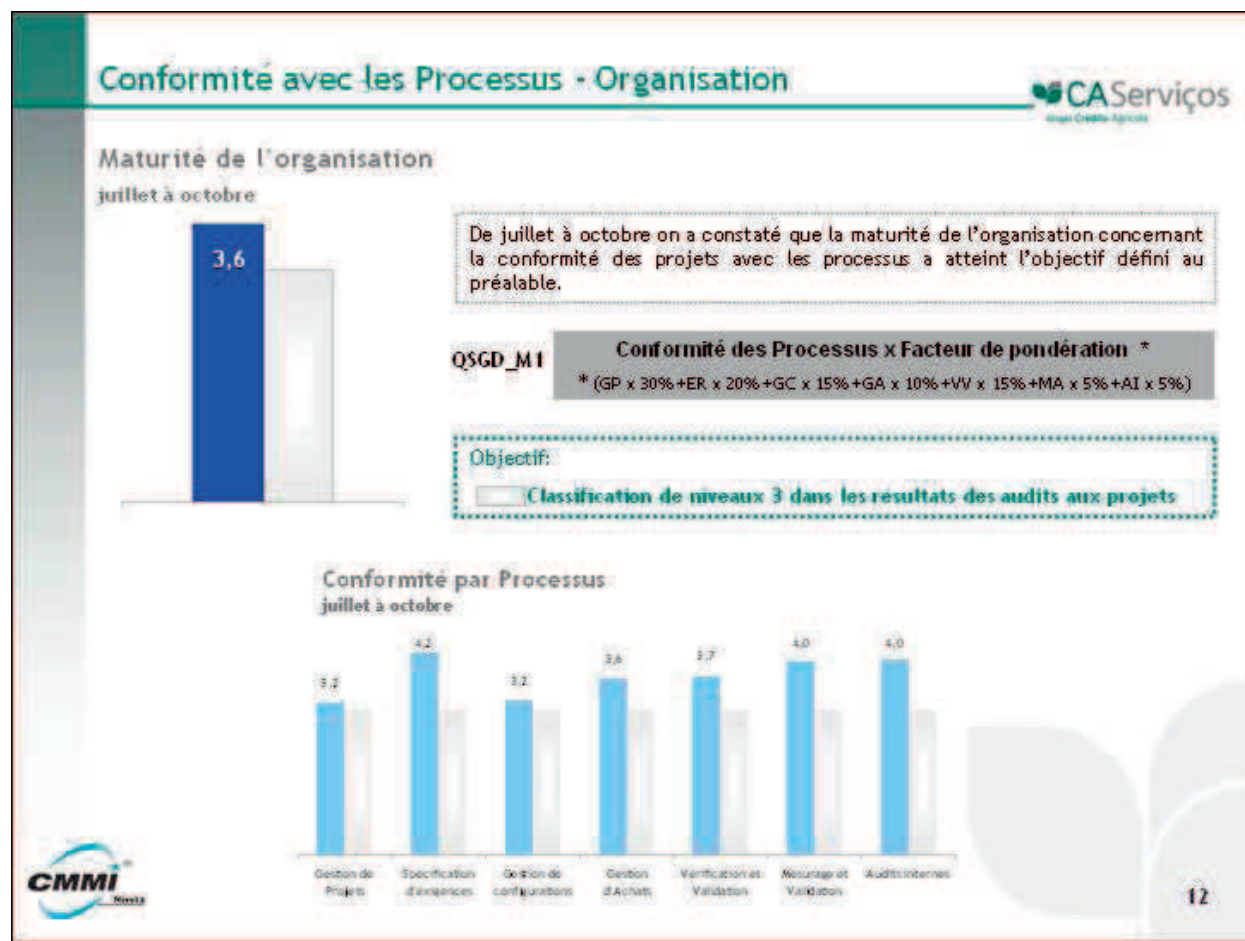 Conformité avec les Processus - Organisation
CAServiços
Grupo Crédito Agrícola
Maturité de l'organisation
juillet à octobre
3,6
De juillet à octobre on a constaté que la maturité de l'organisation concernant
la conformité des projets avec les processus a atteint l'objectif défini au
préalable.
QSGD_M1
Conformité des Processus x Facteur de pondération *
* (GP x 30%+ER x 20%+GC x 15%+GA x 10%+VV x 15%+MA x 5%+AI x 5%)
Objectif:
Classification de niveaux 3 dans les résultats des audits aux projets
Conformité par Processus
juillet à octobre
3,2
4,2
3,2
3,6
3,7
4,0
4,0
Gestion de
Projets
Spécification
d'exigences
Gestion de
configurations
Gestion
d'Achats
Vérification et
Validation
Mesurage et
Validation
Audits Internes
CMMI
12